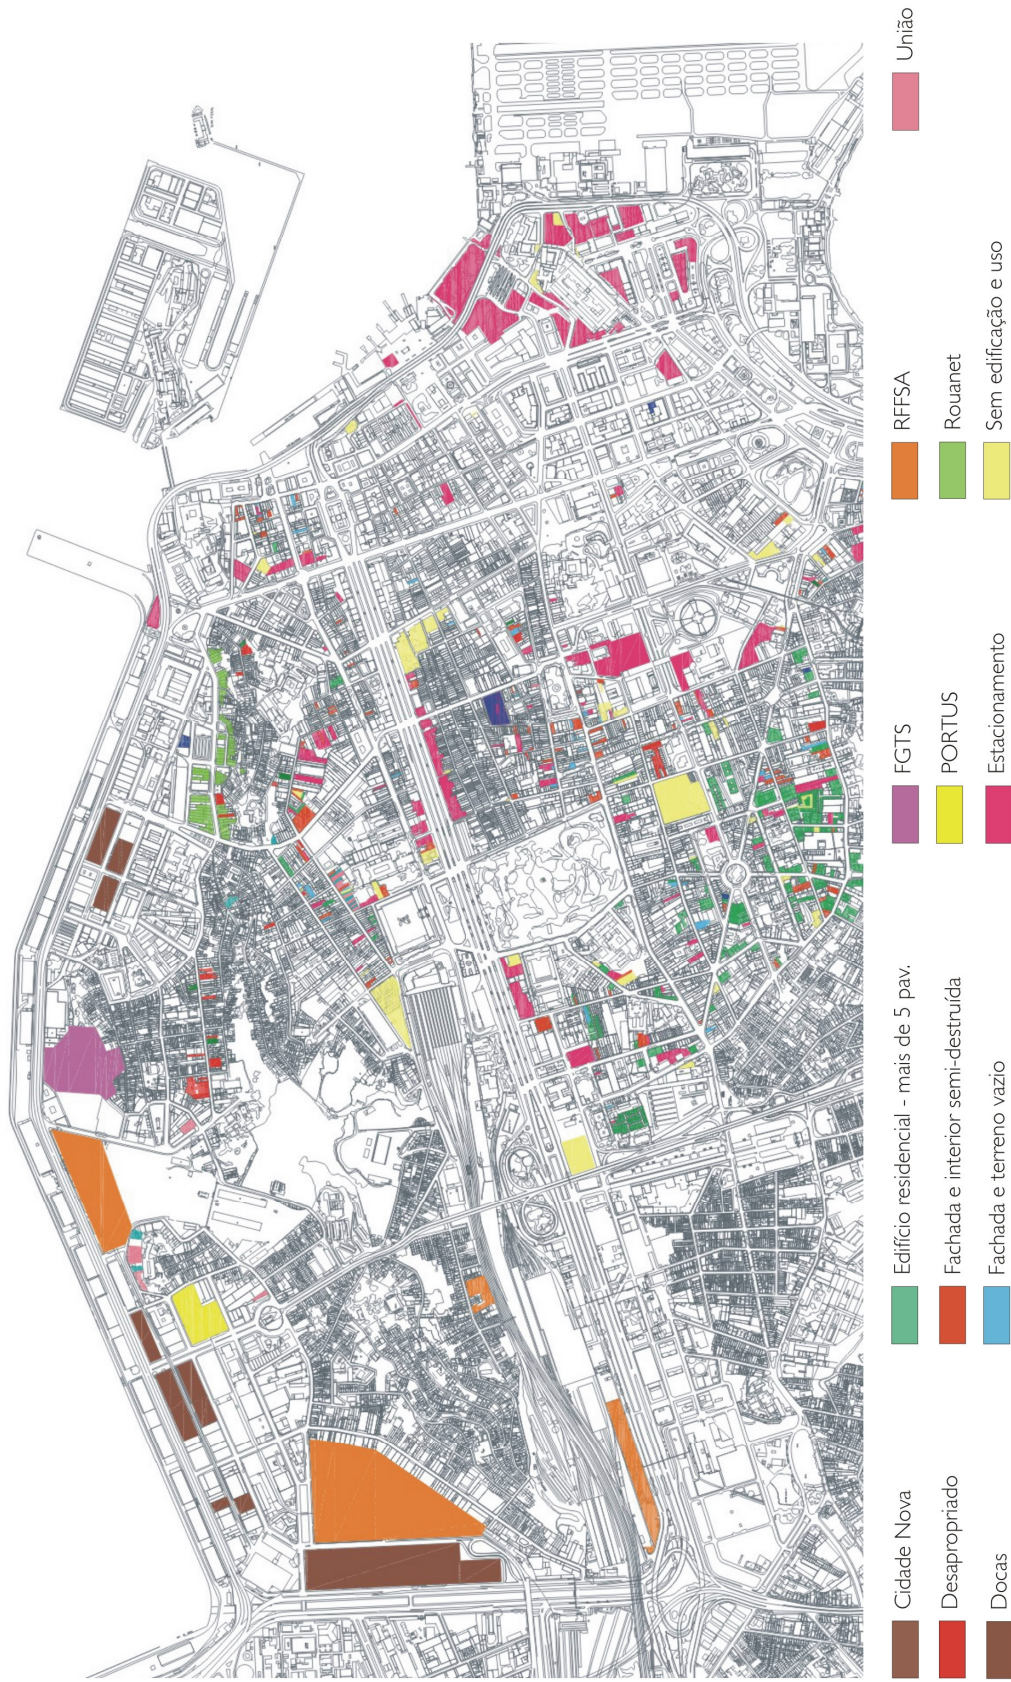 Cidade Nova
Desapropriado
Docas
Edifício residencial - mais de 5 pav.
Fachada e interior semi-destruída
Fachada e terreno vazio
FGTS
PORTUS
Estacionamento
RFFSA
Rouanet
Sem edificação e uso
União